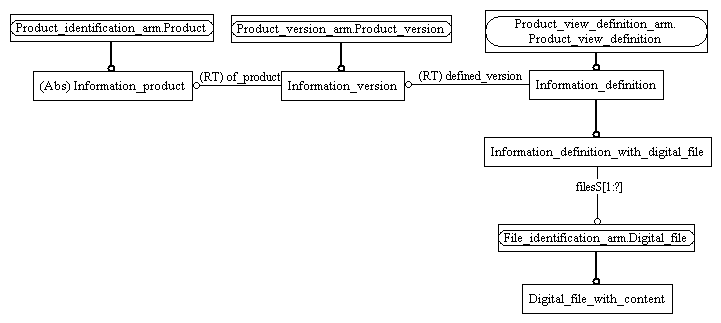 Product_identification_arm.Product
Product_version_arm.Product_version
Product_view_definition_arm.
Product_view_definition
(Abs) Information_product
(RT) of_product
Information_version
(RT) defined_version
Information_definition
Information_definition_with_digital_file
filesS[1:?]
File_identification_arm.Digital_file
Digital_file_with_content